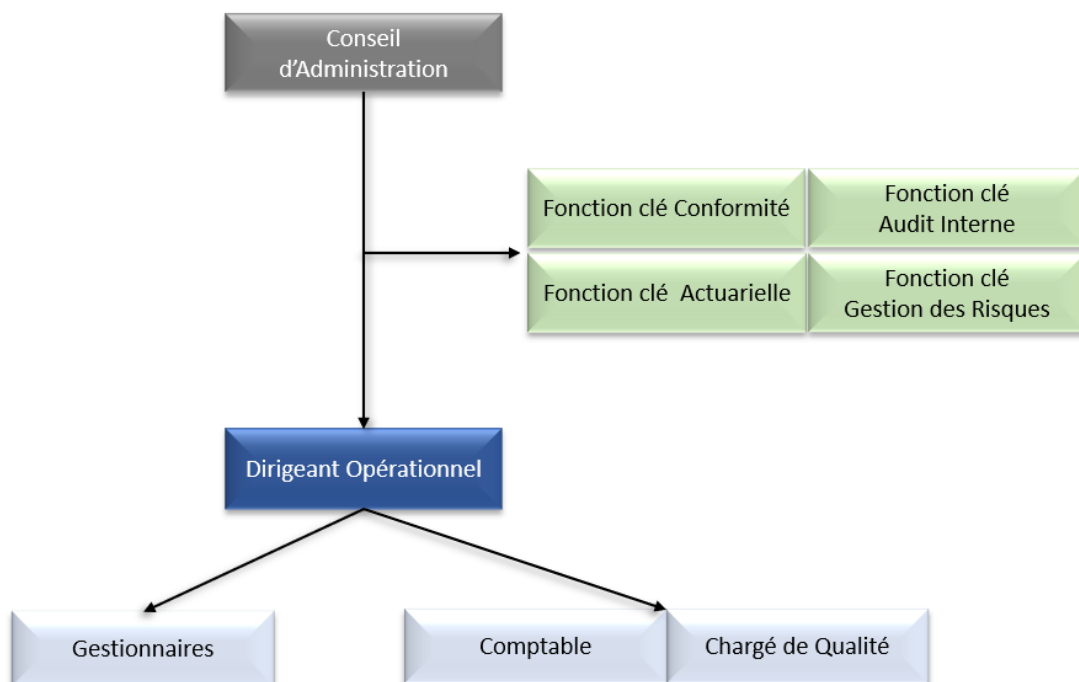 Conseil
d'Administration
Fonction clé Conformité
Fonction clé
Audit Interne
Fonction clé Actuarielle
Fonction clé
Gestion des Risques
Dirigeant Opérationnel
Gestionnaires
Comptable
Chargé de Qualité